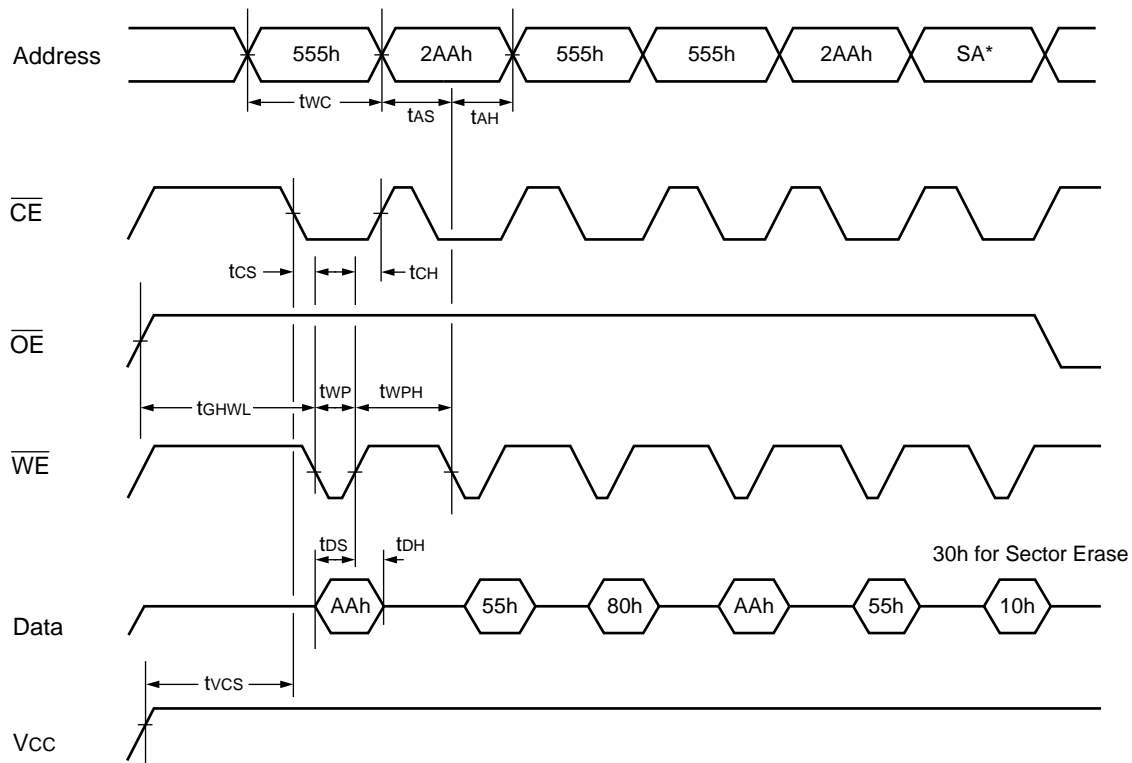 Address
555h 2AAh 555h 555h 2AAh SA*
tWC tAS tAH
CE
tCS tCH
OE
tGHWL tWP tWPH
WE
tDS tDH
30h for Sector Erase
Data
AAh 55h 80h AAh 55h 10h
tVCS
VCC